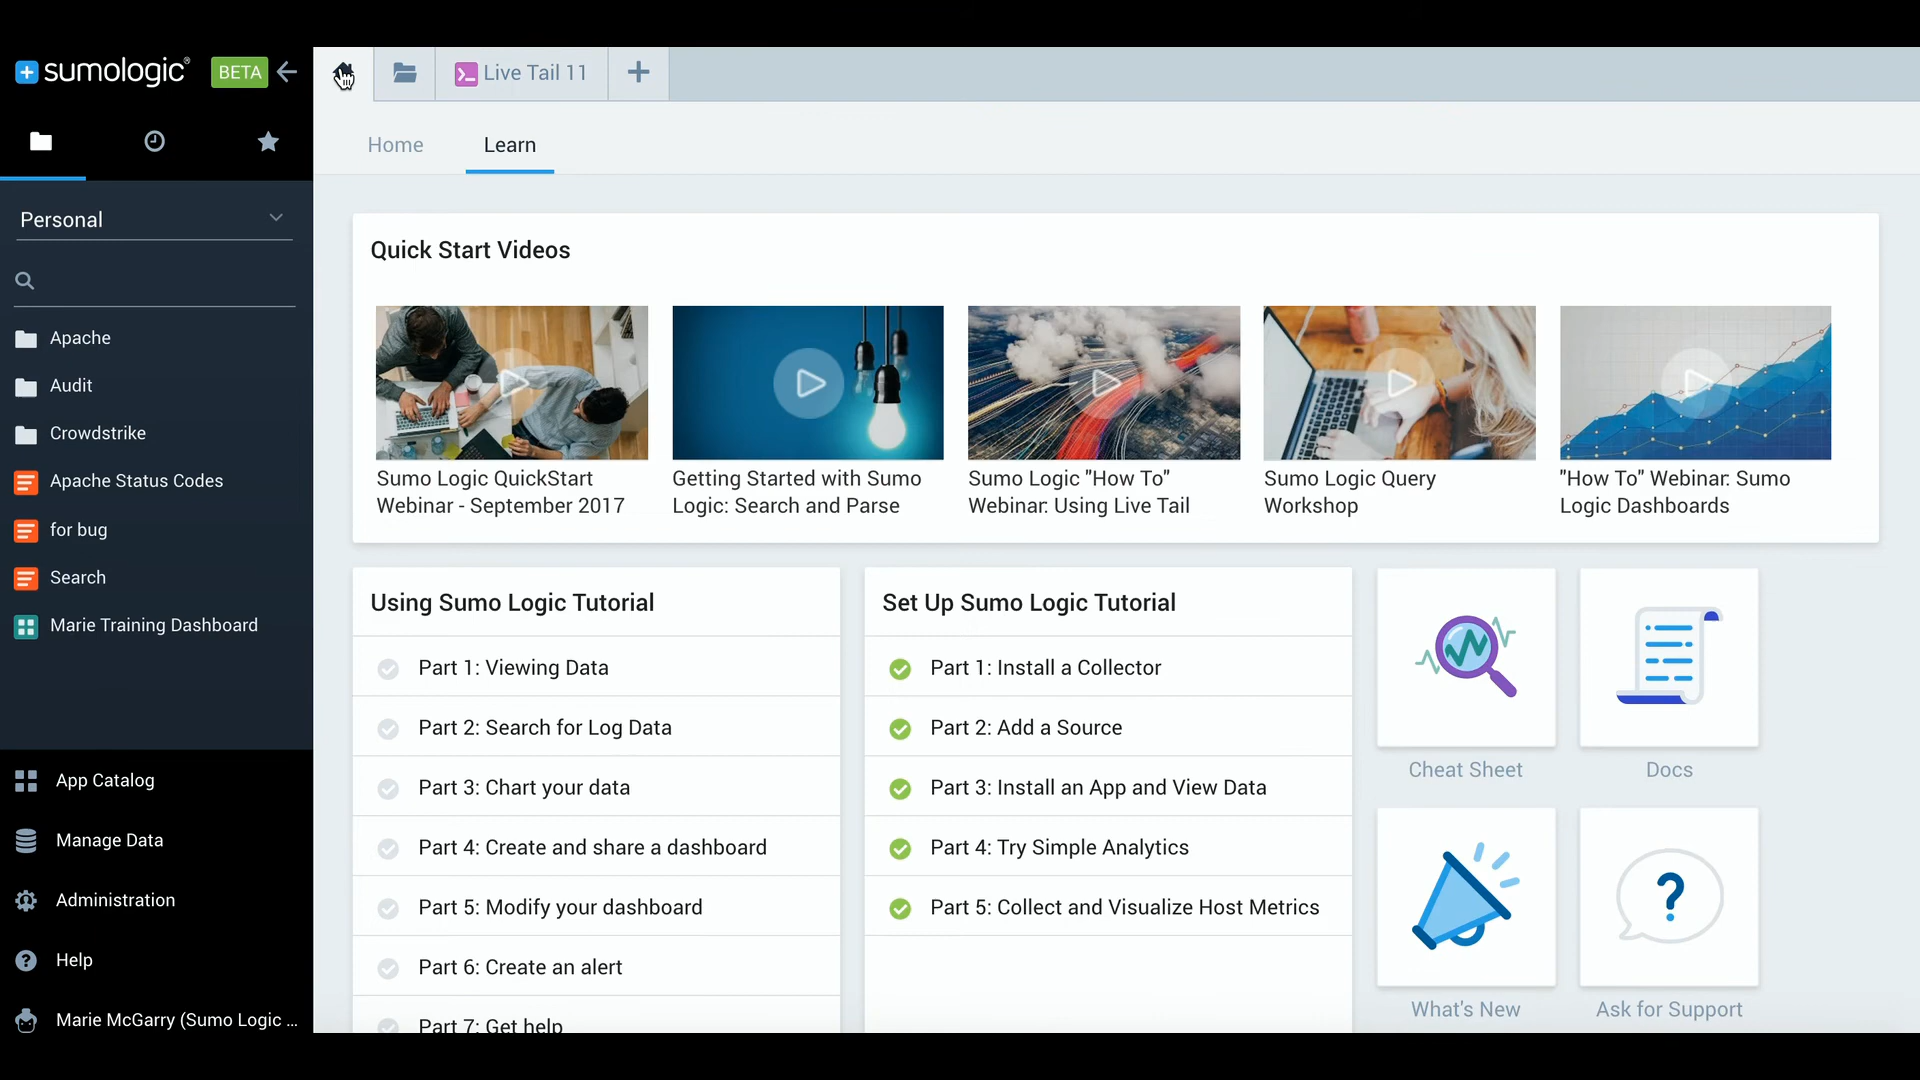 sumologic® BETA
Live Tail 11
Home
Learn
Personal
Apache
Audit
Crowdstrike
Apache Status Codes
for bug
Search
Marie Training Dashboard
App Catalog
Manage Data
Administration
Help
Marie McGarry (Sumo Logic ...
Quick Start Videos
Sumo Logic QuickStart
Webinar - September 2017
Getting Started with Sumo
Logic: Search and Parse
Sumo Logic "How To"
Webinar: Using Live Tail
Sumo Logic Query
Workshop
"How To" Webinar: Sumo
Logic Dashboards
Using Sumo Logic Tutorial
Part 1: Viewing Data
Part 2: Search for Log Data
Part 3: Chart your data
Part 4: Create and share a dashboard
Part 5: Modify your dashboard
Part 6: Create an alert
Part 7: Get help
Set Up Sumo Logic Tutorial
Part 1: Install a Collector
Part 2: Add a Source
Part 3: Install an App and View Data
Part 4: Try Simple Analytics
Part 5: Collect and Visualize Host Metrics
Cheat Sheet
Docs
What's New
Ask for Support